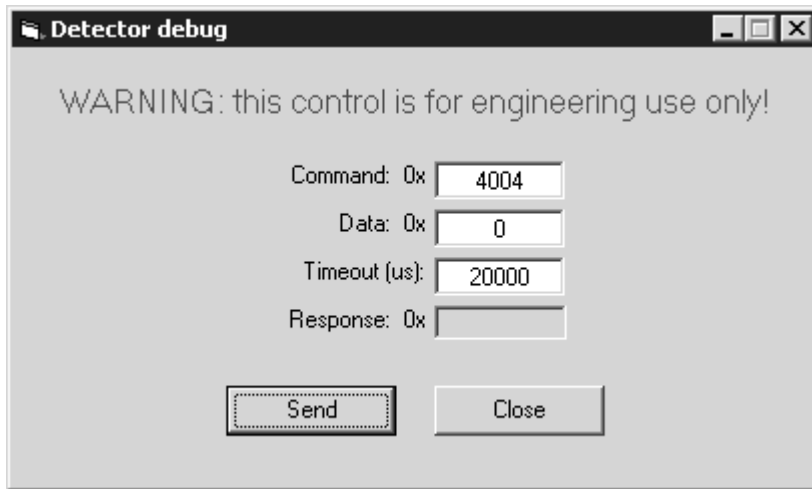 Detector debug
WARNING: this control is for engineering use only!
Command: 0x 4004
Data: 0x 0
Timeout (us): 20000
Response: 0x
Send Close